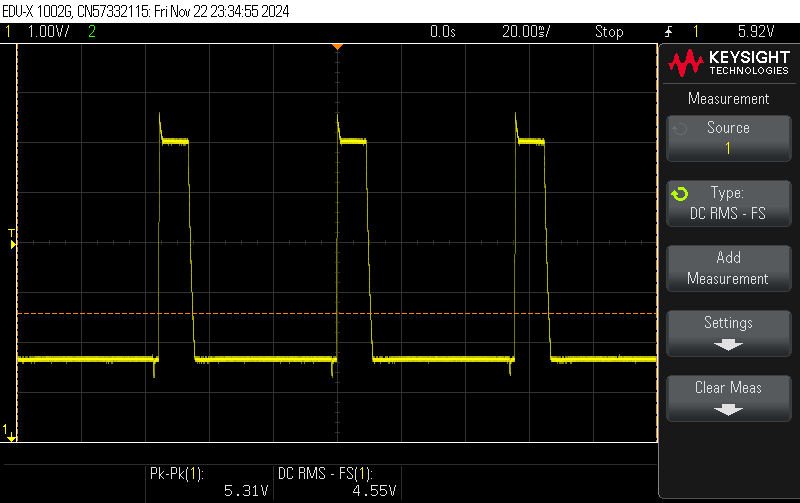 EDU-X 1002G, CN57332115: Fri Nov 22 23:34:55 2024
1 1.00V/ 2 0.0s 20.00ms/ Stop 1 5.92V
KEYSIGHT
TECHNOLOGIES
Measurement
Source
1
Type:
DC RMS - FS
Add
Measurement
Settings
Clear Meas
T
1
Pk-Pk(1): DC RMS - FS(1):
5.31V 4.55V